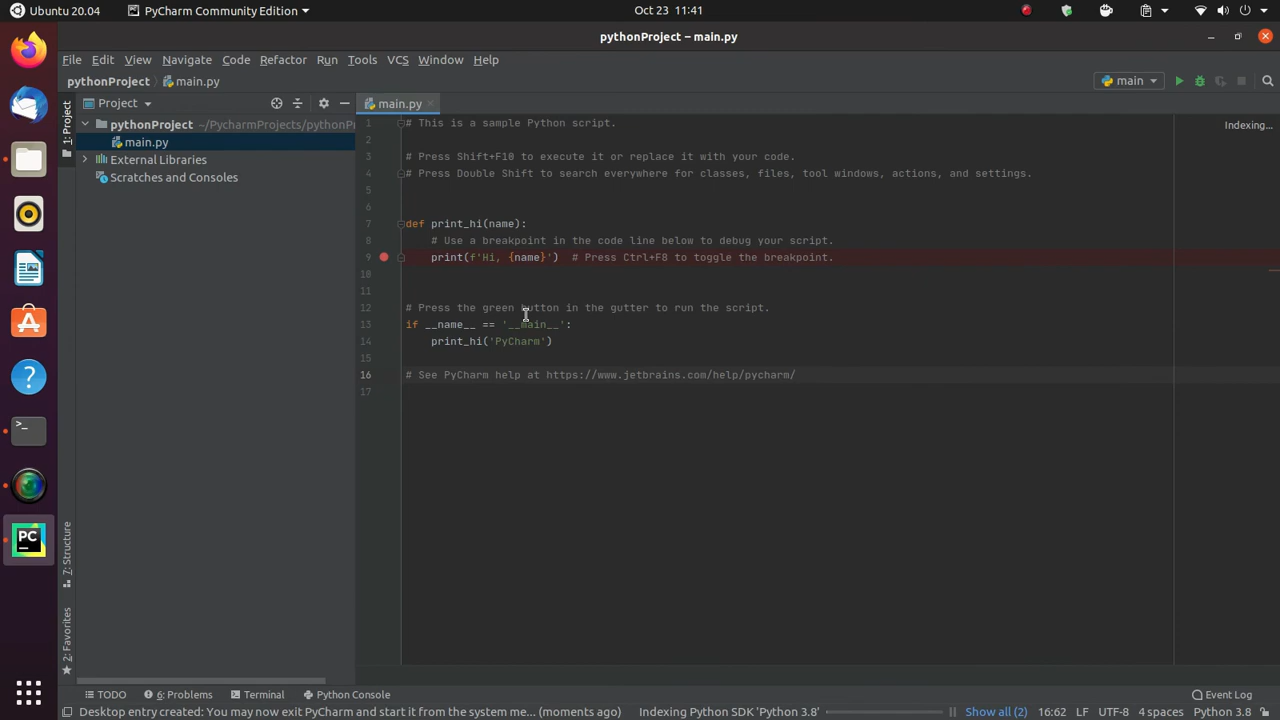 Ubuntu 20.04 PyCharm Community Edition Oct 23 11:41
pythonProject – main.py
File Edit View Navigate Code Refactor Run Tools VCS Window Help
pythonProject main.py main
1: Project
Project
main.py
pythonProject ~/PycharmProjects/pythonP
main.py
External Libraries
Scratches and Consoles
Indexing...
1 # This is a sample Python script.
2
3 # Press Shift+F10 to execute it or replace it with your code.
4 # Press Double Shift to search everywhere for classes, files, tool windows, actions, and settings.
5
6
7 def print_hi(name):
8 # Use a breakpoint in the code line below to debug your script.
9 print(f'Hi, {name}') # Press Ctrl+F8 to toggle the breakpoint.
10
11
12 # Press the green button in the gutter to run the script.
13 if __name__ == '__main__':
14 print_hi('PyCharm')
15
16 # See PyCharm help at https://www.jetbrains.com/help/pycharm/
17
7: Structure
2: Favorites
PC
TODO 6: Problems Terminal Python Console Event Log
Desktop entry created: You may now exit PyCharm and start it from the system me... (moments ago) Indexing Python SDK 'Python 3.8' Show all (2) 16:62 LF UTF-8 4 spaces Python 3.8